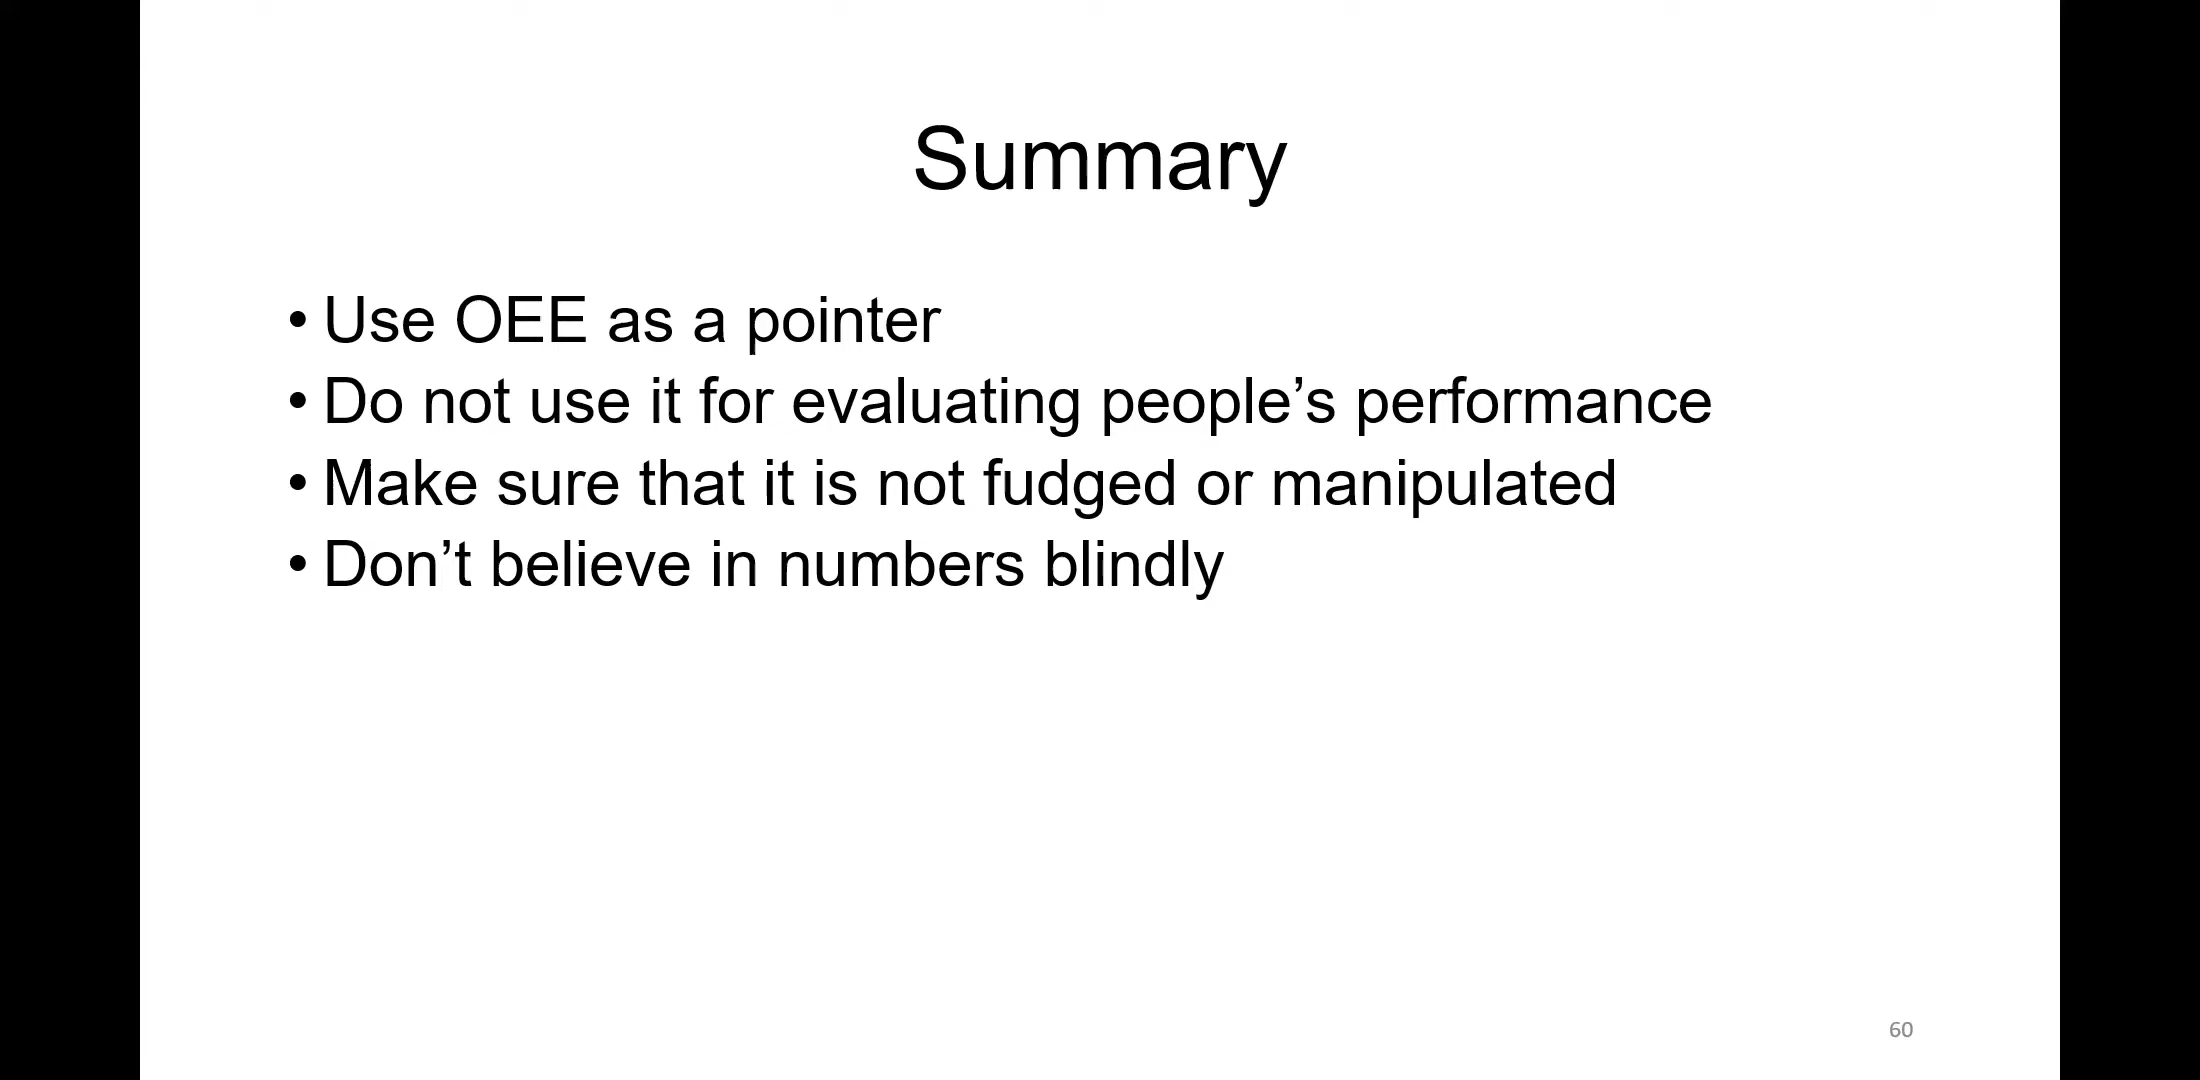 Summary
• Use OEE as a pointer
• Do not use it for evaluating people’s performance
• Make sure that it is not fudged or manipulated
• Don’t believe in numbers blindly
60